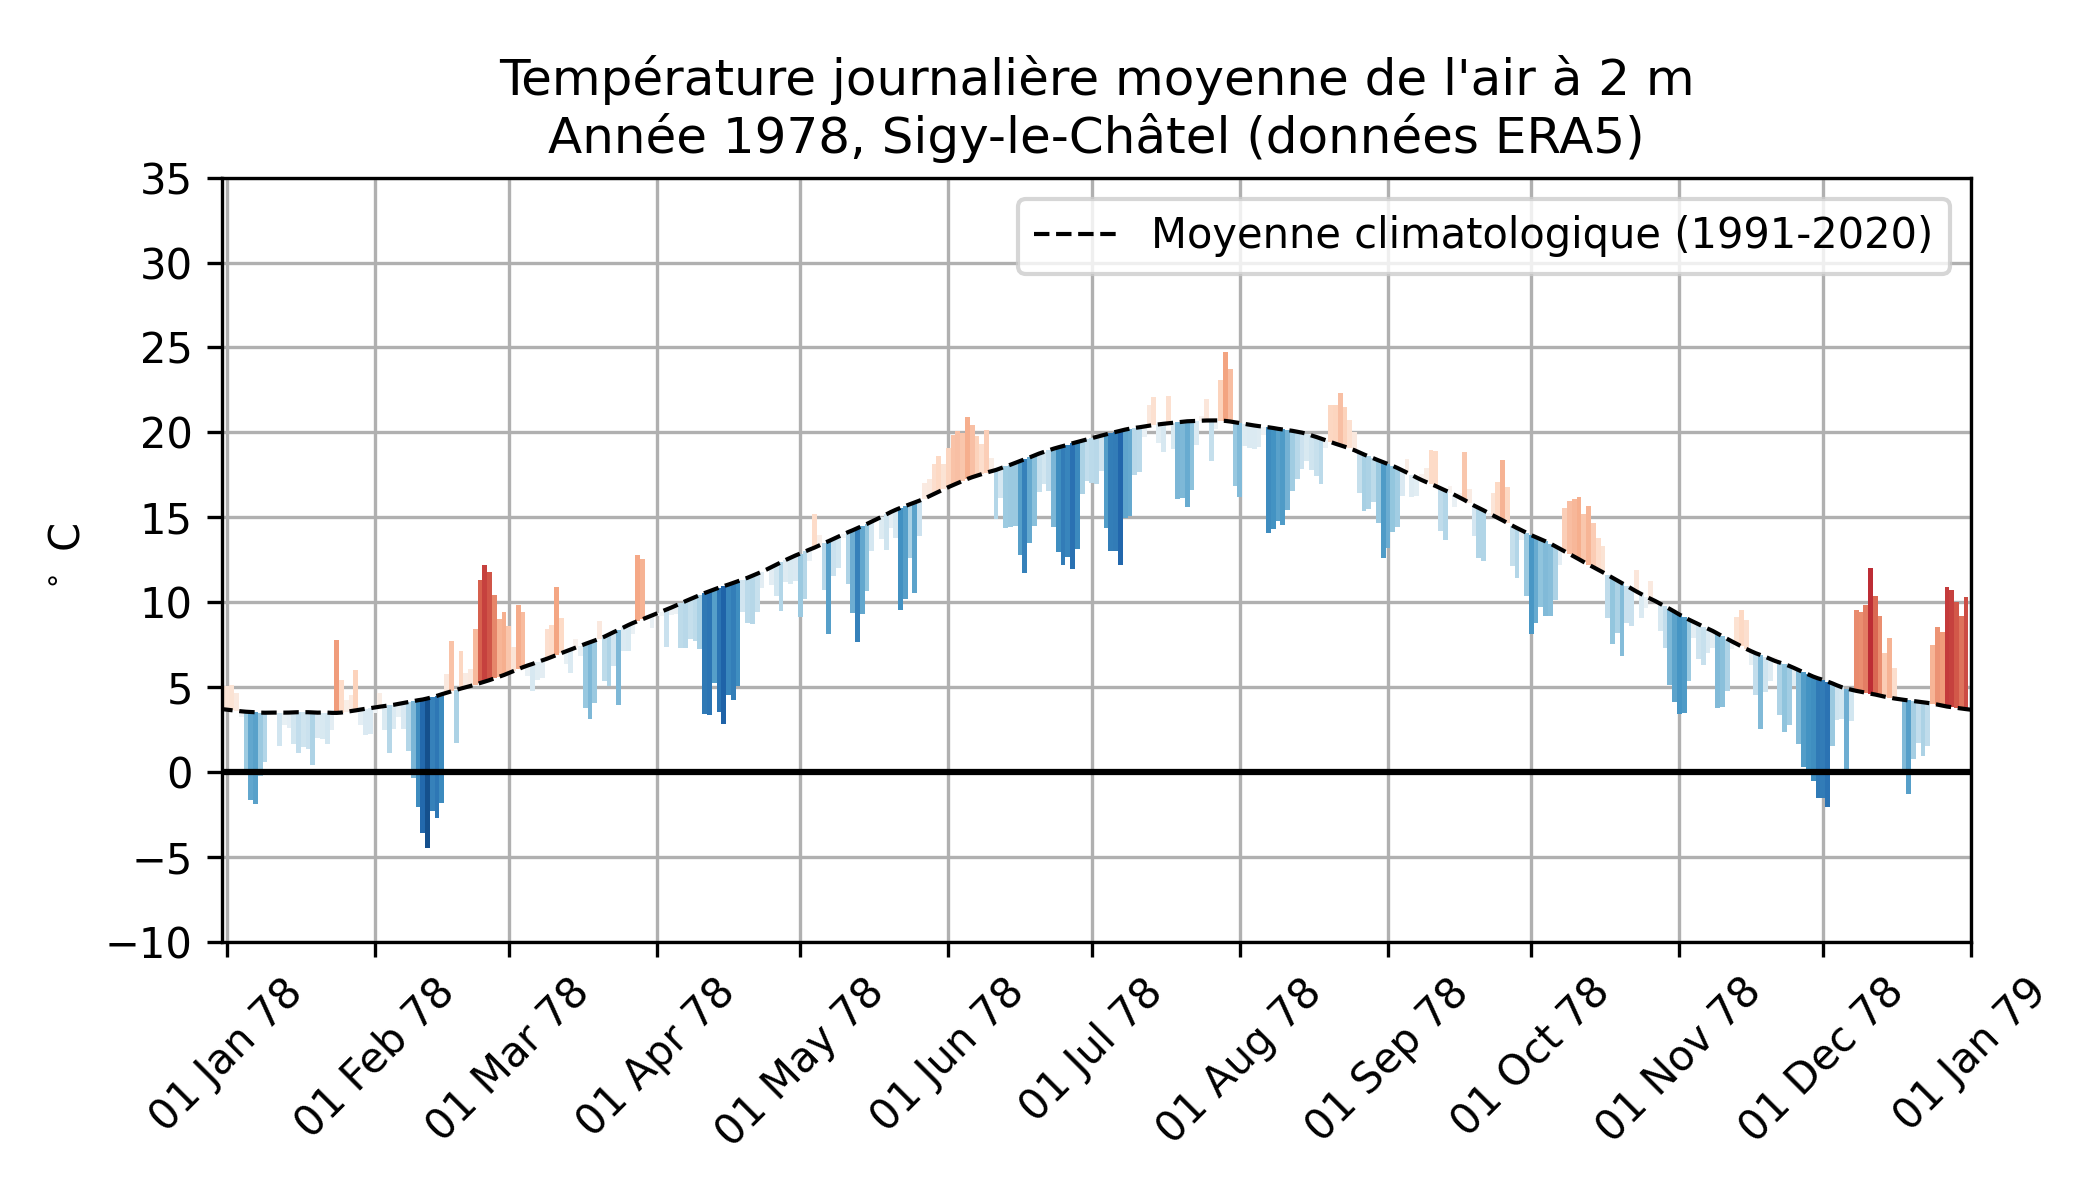 Température journalière moyenne de l'air à 2 m
Année 1978, Sigy-le-Châtel (données ERA5)
Moyenne climatologique (1991-2020)
35
30
25
20
15
10
5
0
−5
−10
° C
01 Jan 78
01 Feb 78
01 Mar 78
01 Apr 78
01 May 78
01 Jun 78
01 Jul 78
01 Aug 78
01 Sep 78
01 Oct 78
01 Nov 78
01 Dec 78
01 Jan 79